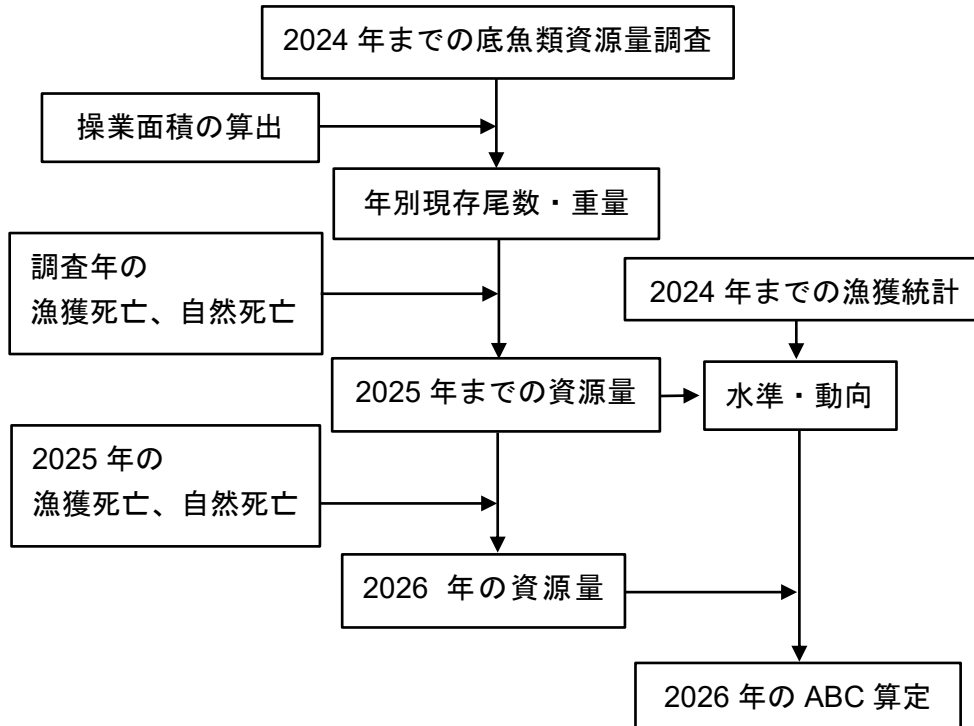 2024 年までの底魚類資源量調査
操業面積の算出
年別現存尾数・重量
調査年の
漁獲死亡、自然死亡
2024 年までの漁獲統計
2025 年までの資源量
水準・動向
2025 年の
漁獲死亡、自然死亡
2026 年の資源量
2026 年の ABC 算定